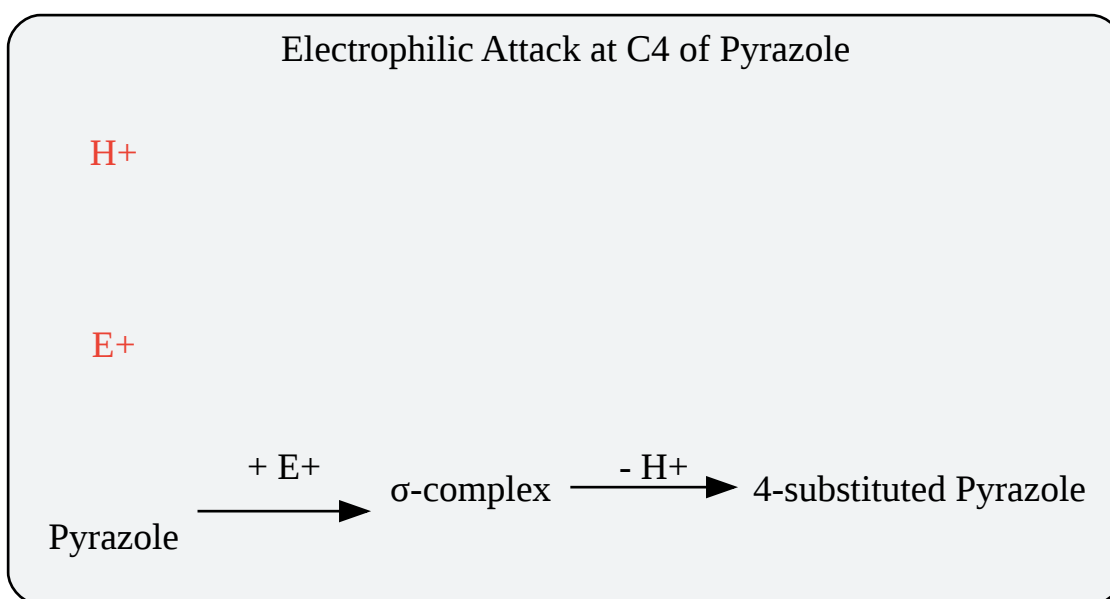 Electrophilic Attack at C4 of Pyrazole
H+
E+
+ E+
- H+
σ-complex
4-substituted Pyrazole
Pyrazole